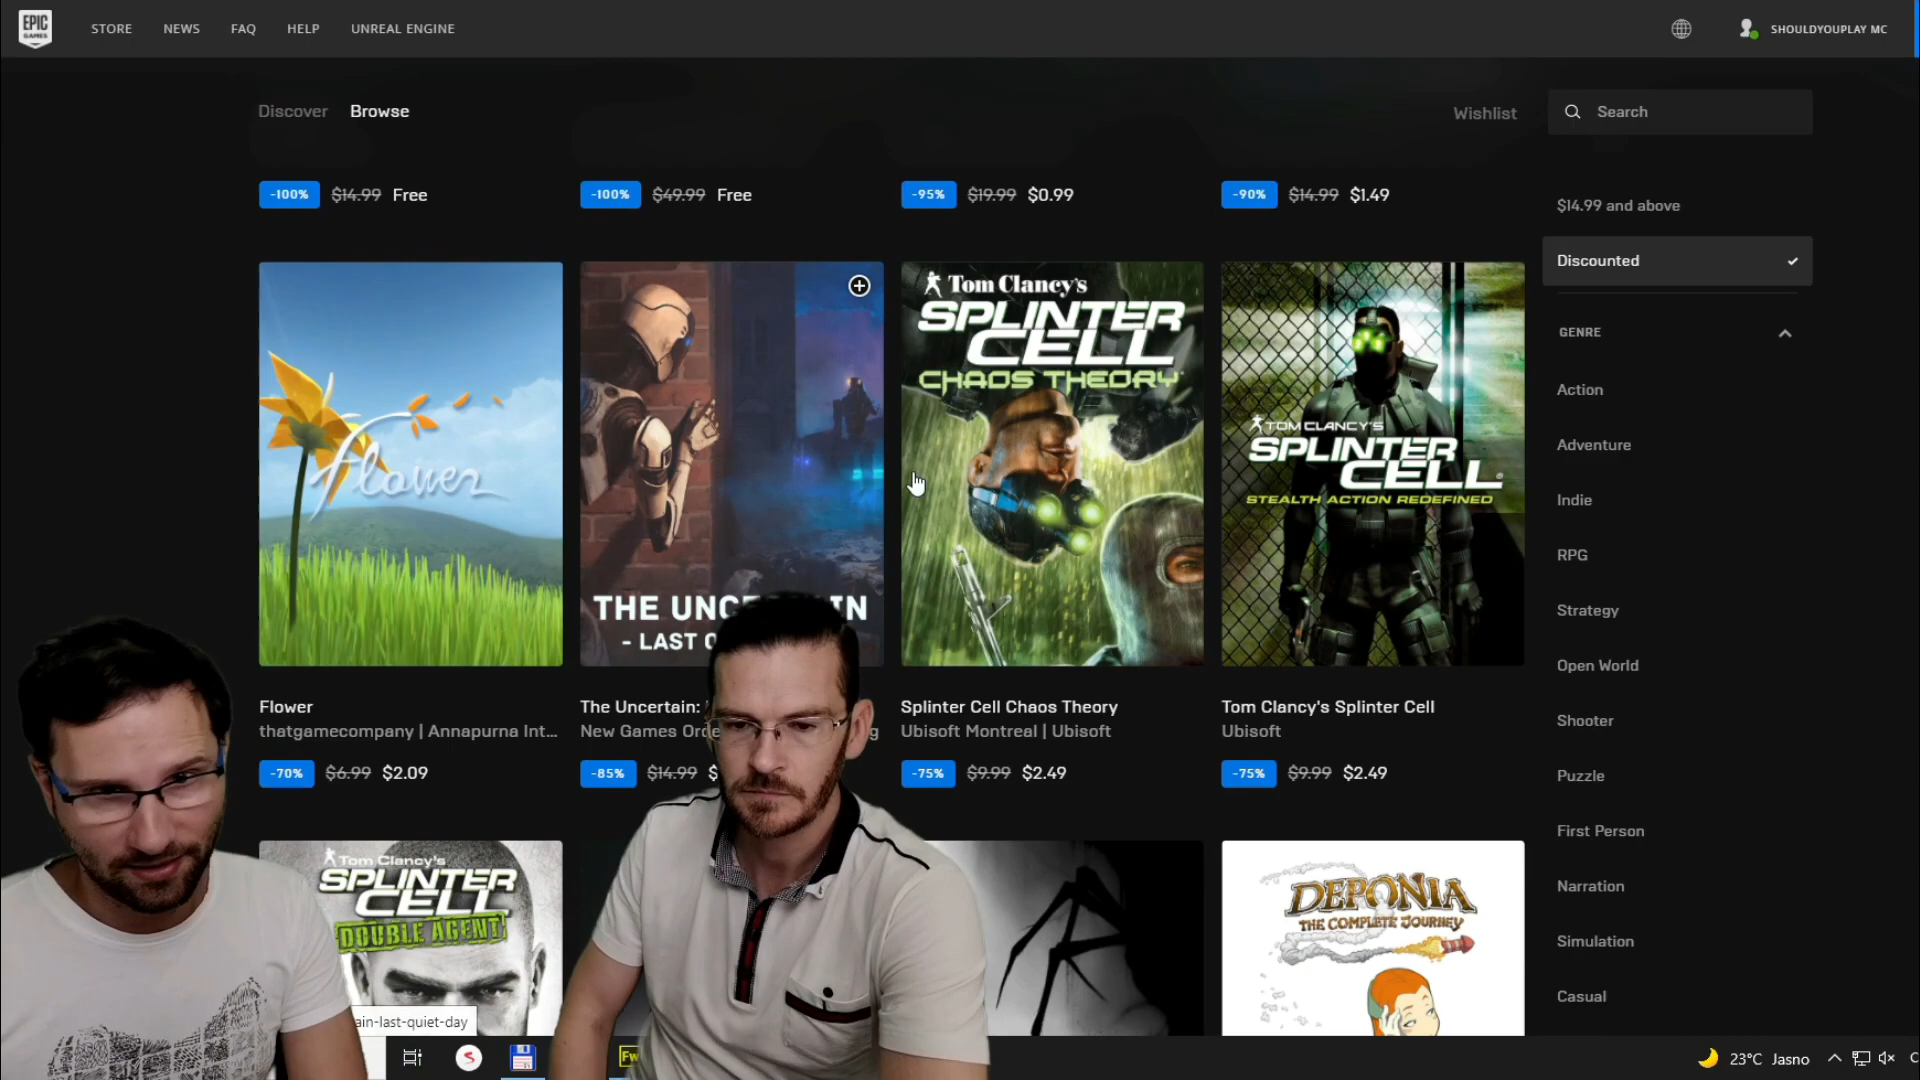 EPIC
GAMES
STORE
NEWS
FAQ
HELP
UNREAL ENGINE
SHOULDYOUPLAY MC
Discover
Browse
Wishlist
Search
-100% $14.99 Free
-100% $49.99 Free
-95% $19.99 $0.99
-90% $14.99 $1.49
$14.99 and above
Discounted
GENRE
Action
Adventure
Indie
RPG
Strategy
Open World
Shooter
Puzzle
First Person
Narration
Simulation
Casual
flower
THE
- LAST
Tom Clancy's
SPLINTER
CELL
CHAOS THEORY
TOM CLANCY'S
SPLINTER
CELL
STEALTH ACTION REDEFINED
Flower
thatgamecompany | Annapurna Int...
-70% $6.99 $2.09
The Uncertain:
New Games
-85% $14.99
Splinter Cell Chaos Theory
Ubisoft Montreal | Ubisoft
-75% $9.99 $2.49
Tom Clancy's Splinter Cell
Ubisoft
-75% $9.99 $2.49
Tom Clancy's
SPLINTER
CELL
DOUBLE AGENT
DEPONIA
THE COMPLETE JOURNEY
ain-last-quiet-day
S
Fw
23°C Jasno